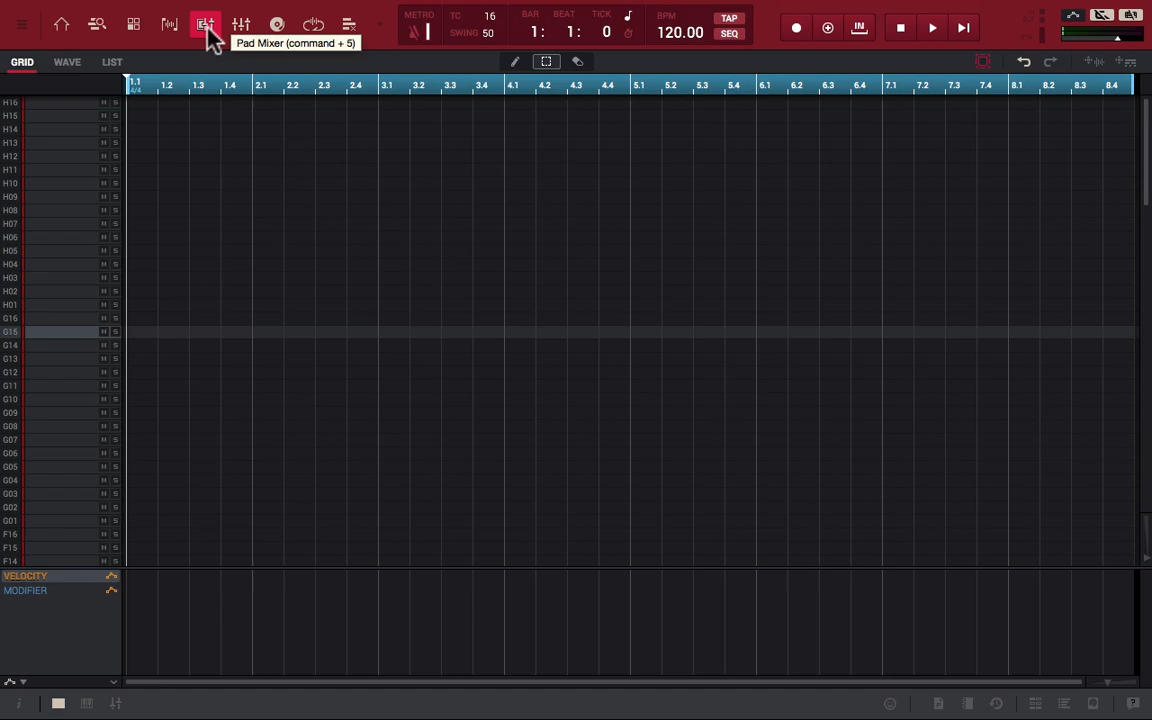 METRO
TC 16
SWING 50
BAR BEAT TICK
1: 1: 0
BPM
120.00
TAP
SEQ
IN
Pad Mixer (command + 5)
GRID WAVE LIST
1.1 1.2 1.3 1.4 2.1 2.2 2.3 2.4 3.1 3.2 3.3 3.4 4.1 4.2 4.3 4.4 5.1 5.2 5.3 5.4 6.1 6.2 6.3 6.4 7.1 7.2 7.3 7.4 8.1 8.2 8.3 8.4
4/4
H16 M S
H15 M S
H14 M S
H13 M S
H12 M S
H11 M S
H10 M S
H09 M S
H08 M S
H07 M S
H06 M S
H05 M S
H04 M S
H03 M S
H02 M S
H01 M S
G16 M S
G15 M S
G14 M S
G13 M S
G12 M S
G11 M S
G10 M S
G09 M S
G08 M S
G07 M S
G06 M S
G05 M S
G04 M S
G03 M S
G02 M S
G01 M S
F16 M S
F15 M S
F14 M S
VELOCITY
MODIFIER